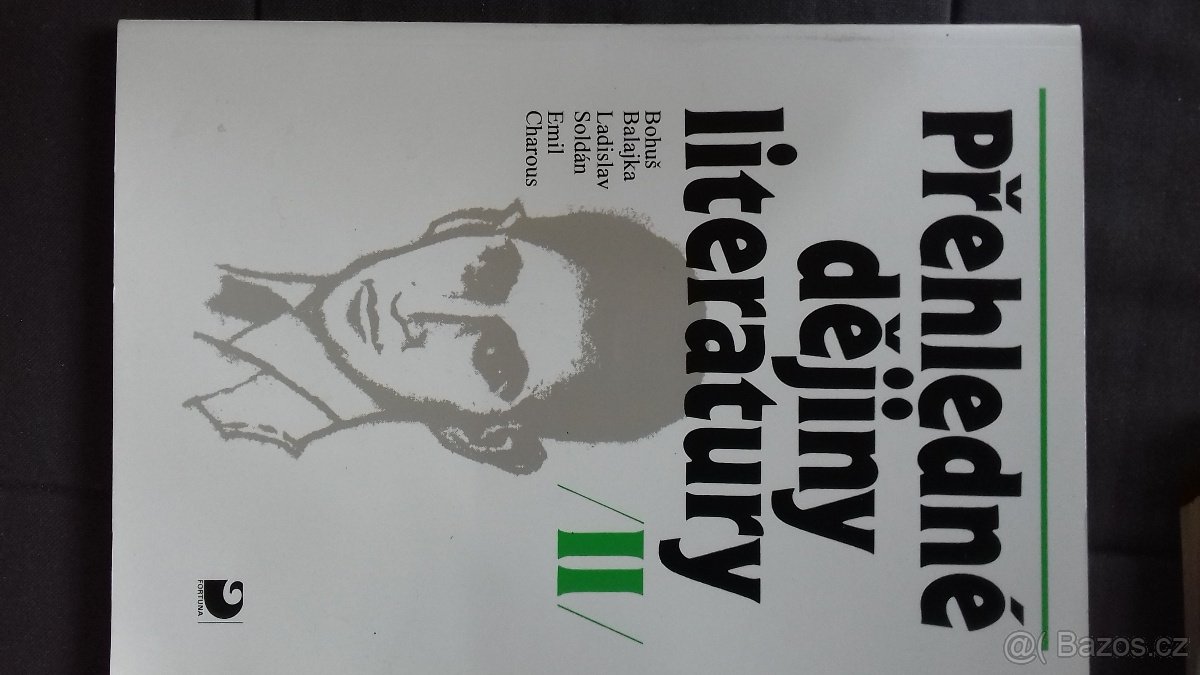 Přehledné
dějiny
literatury
/II/
Bohuš
Balajka
Ladislav
Soldán
Emil
Charous
FORTUNA
@( Bazos.cz